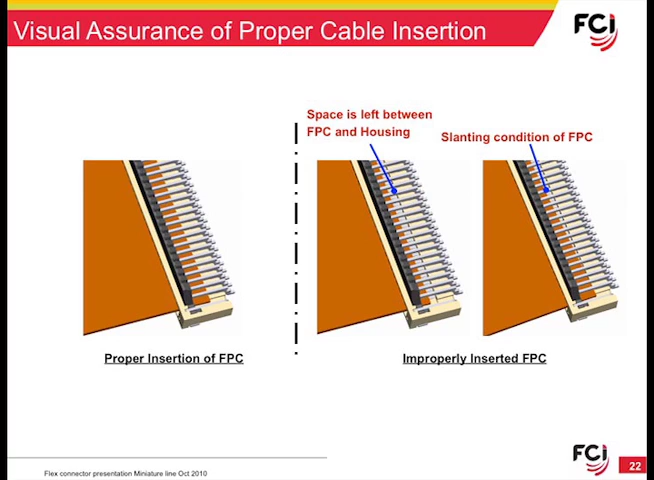 Visual Assurance of Proper Cable Insertion
FCi
Space is left between
FPC and Housing
Slanting condition of FPC
Proper Insertion of FPC
Improperly Inserted FPC
Flex connector presentation Miniature line Oct 2010
FCi
22